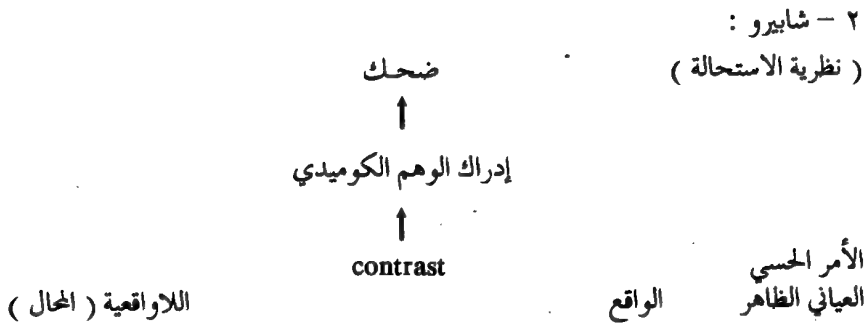 ٢ – شابيرو :
( نظرية الاستحالة )
ضحك
إدراك الوهم الكوميدي
contrast
الأمر الحسي
العياني الظاهر الواقع اللاواقعية ( المحال )